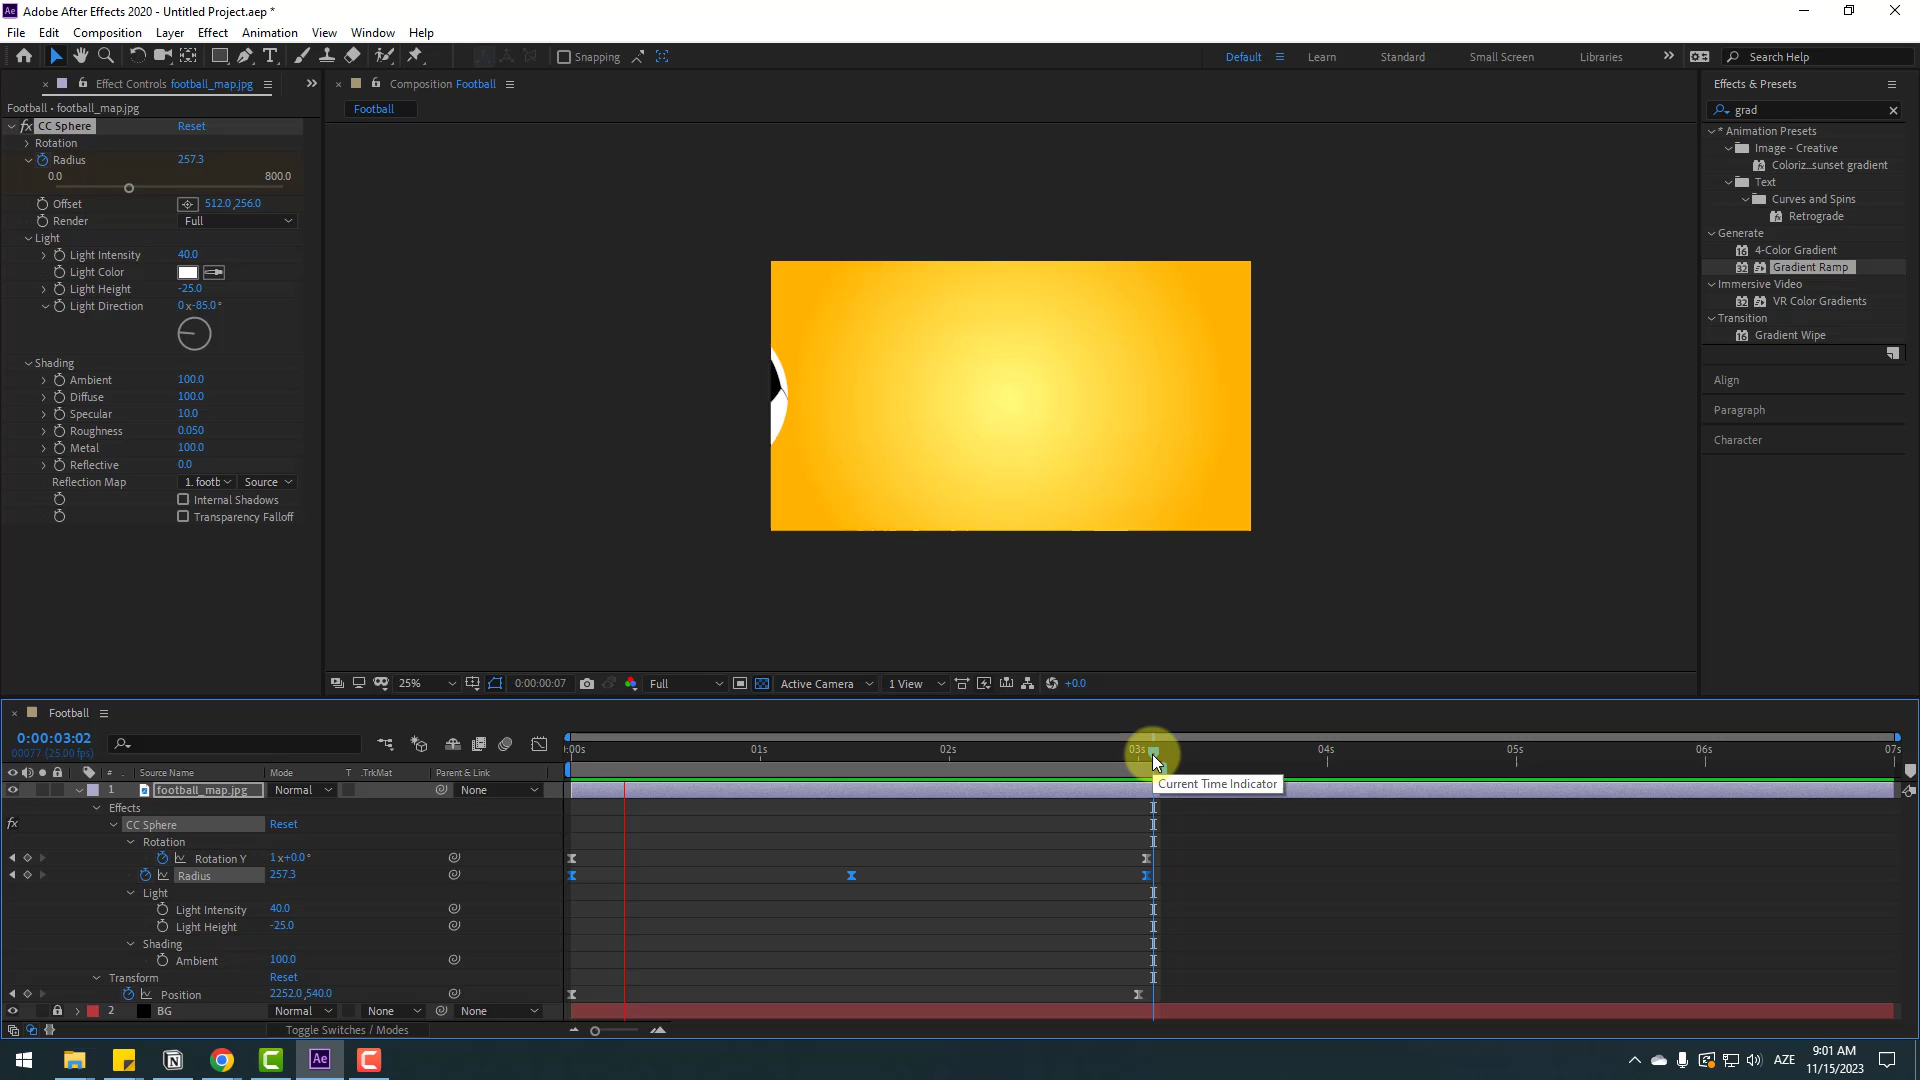 Adobe After Effects 2020 - Untitled Project.aep *
File Edit Composition Layer Effect Animation View Window Help
Snapping
Default Learn Standard Small Screen Libraries Search Help
Effect Controls football_map.jpg
Football • football_map.jpg
fx CC Sphere Reset
Rotation
Radius 257.3
0.0 800.0
Offset 512.0,256.0
Render Full
Light
Light Intensity 40.0
Light Color
Light Height -25.0
Light Direction 0x-85.0°
Shading
Ambient 100.0
Diffuse 100.0
Specular 10.0
Roughness 0.050
Metal 100.0
Reflective 0.0
Reflection Map 1. footb Source
Internal Shadows
Transparency Falloff
Composition Football
Football
25% 0:00:00:07 Full Active Camera 1 View +0.0
Effects & Presets
grad
* Animation Presets
Image - Creative
Coloriz...sunset gradient
Text
Curves and Spins
Retrograde
Generate
4-Color Gradient
Gradient Ramp
Immersive Video
VR Color Gradients
Transition
Gradient Wipe
Align
Paragraph
Character
Football
0:00:03:02
00077 (25.00 fps)
:00s 01s 02s 03s 04s 05s 06s 07s
# Source Name Mode T .TrkMat Parent & Link
Current Time Indicator
1 football_map.jpg Normal None
Effects
fx CC Sphere Reset
Rotation
Rotation Y 1x+0.0°
Radius 257.3
Light
Light Intensity 40.0
Light Height -25.0
Shading
Ambient 100.0
Transform Reset
Position 2252.0,540.0
2 BG Normal None None
Toggle Switches / Modes
Ae
AZE
9:01 AM
11/15/2023